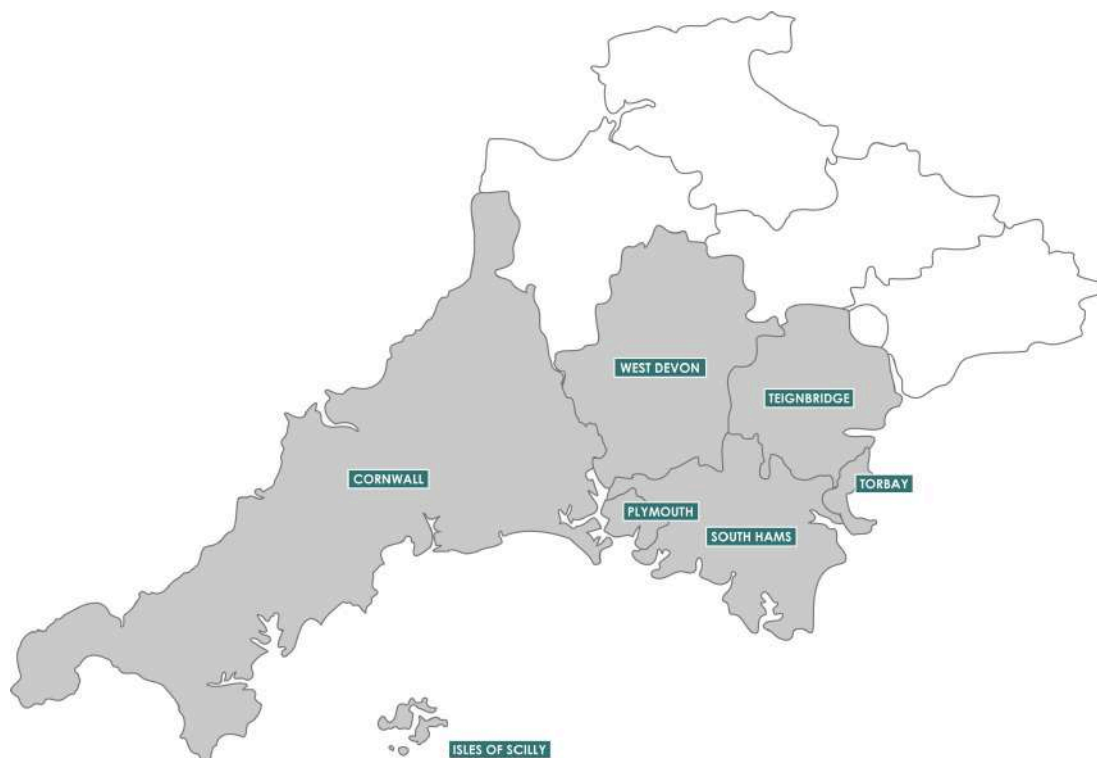 WEST DEVON
TEIGNBRIDGE
CORNWALL
TORBAY
PLYMOUTH
SOUTH HAMS
ISLES OF SCILLY